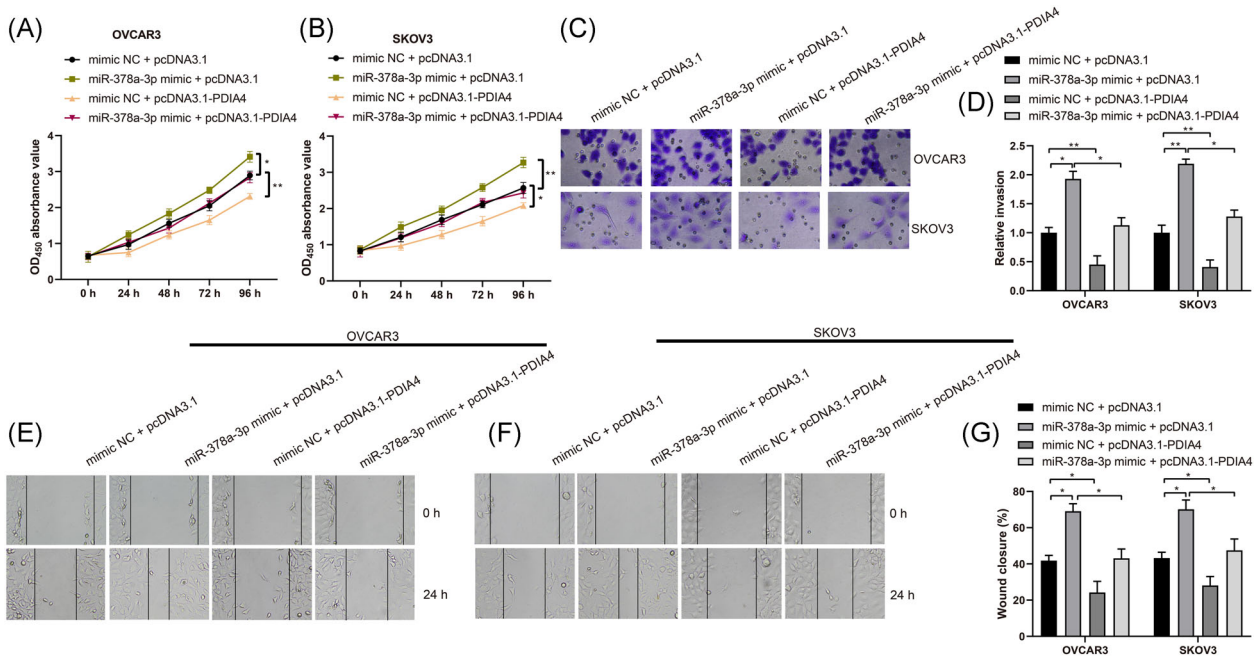 (A)
OVCAR3
mimic NC + pcDNA3.1
miR-378a-3p mimic + pcDNA3.1
mimic NC + pcDNA3.1-PDIA4
miR-378a-3p mimic + pcDNA3.1-PDIA4
OD450 absorbance value
4
3
2
1
0
*
**
0 h 24 h 48 h 72 h 96 h
(B)
SKOV3
mimic NC + pcDNA3.1
miR-378a-3p mimic + pcDNA3.1
mimic NC + pcDNA3.1-PDIA4
miR-378a-3p mimic + pcDNA3.1-PDIA4
OD450 absorbance value
4
3
2
1
0
**
*
0 h 24 h 48 h 72 h 96 h
(C)
mimic NC + pcDNA3.1
miR-378a-3p mimic + pcDNA3.1
mimic NC + pcDNA3.1-PDIA4
miR-378a-3p mimic + pcDNA3.1-PDIA4
OVCAR3
SKOV3
(D)
mimic NC + pcDNA3.1
miR-378a-3p mimic + pcDNA3.1
mimic NC + pcDNA3.1-PDIA4
miR-378a-3p mimic + pcDNA3.1-PDIA4
Relative invasion
2.5
2.0
1.5
1.0
0.5
0.0
** * *
** ** *
OVCAR3 SKOV3
(E)
OVCAR3
mimic NC + pcDNA3.1
miR-378a-3p mimic + pcDNA3.1
mimic NC + pcDNA3.1-PDIA4
miR-378a-3p mimic + pcDNA3.1-PDIA4
0 h
24 h
(F)
SKOV3
mimic NC + pcDNA3.1
miR-378a-3p mimic + pcDNA3.1
mimic NC + pcDNA3.1-PDIA4
miR-378a-3p mimic + pcDNA3.1-PDIA4
0 h
24 h
(G)
mimic NC + pcDNA3.1
miR-378a-3p mimic + pcDNA3.1
mimic NC + pcDNA3.1-PDIA4
miR-378a-3p mimic + pcDNA3.1-PDIA4
Wound closure (%)
80
60
40
20
0
* * *
* * *
OVCAR3 SKOV3